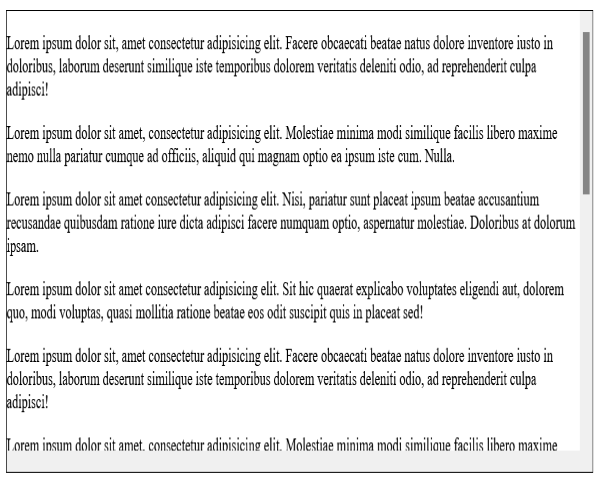 Lorem ipsum dolor sit, amet consectetur adipisicing elit. Facere obcaecati beatae natus dolore inventore iusto in
doloribus, laborum deserunt similique iste temporibus dolorem veritatis deleniti odio, ad reprehenderit culpa
adipisci!
Lorem ipsum dolor sit amet, consectetur adipisicing elit. Molestiae minima modi similique facilis libero maxime
nemo nulla pariatur cumque ad officiis, aliquid qui magnam optio ea ipsum iste cum. Nulla.
Lorem ipsum dolor sit amet consectetur adipisicing elit. Nisi, pariatur sunt placeat ipsum beatae accusantium
recusandae quibusdam ratione iure dicta adipisci facere numquam optio, aspernatur molestiae. Doloribus at dolorum
ipsam.
Lorem ipsum dolor sit amet consectetur adipisicing elit. Sit hic quaerat explicabo voluptates eligendi aut, dolorem
quo, modi voluptas, quasi mollitia ratione beatae eos odit suscipit quis in placeat sed!
Lorem ipsum dolor sit, amet consectetur adipisicing elit. Facere obcaecati beatae natus dolore inventore iusto in
doloribus, laborum deserunt similique iste temporibus dolorem veritatis deleniti odio, ad reprehenderit culpa
adipisci!
Lorem ipsum dolor sit amet, consectetur adipisicing elit. Molestiae minima modi similique facilis libero maxime